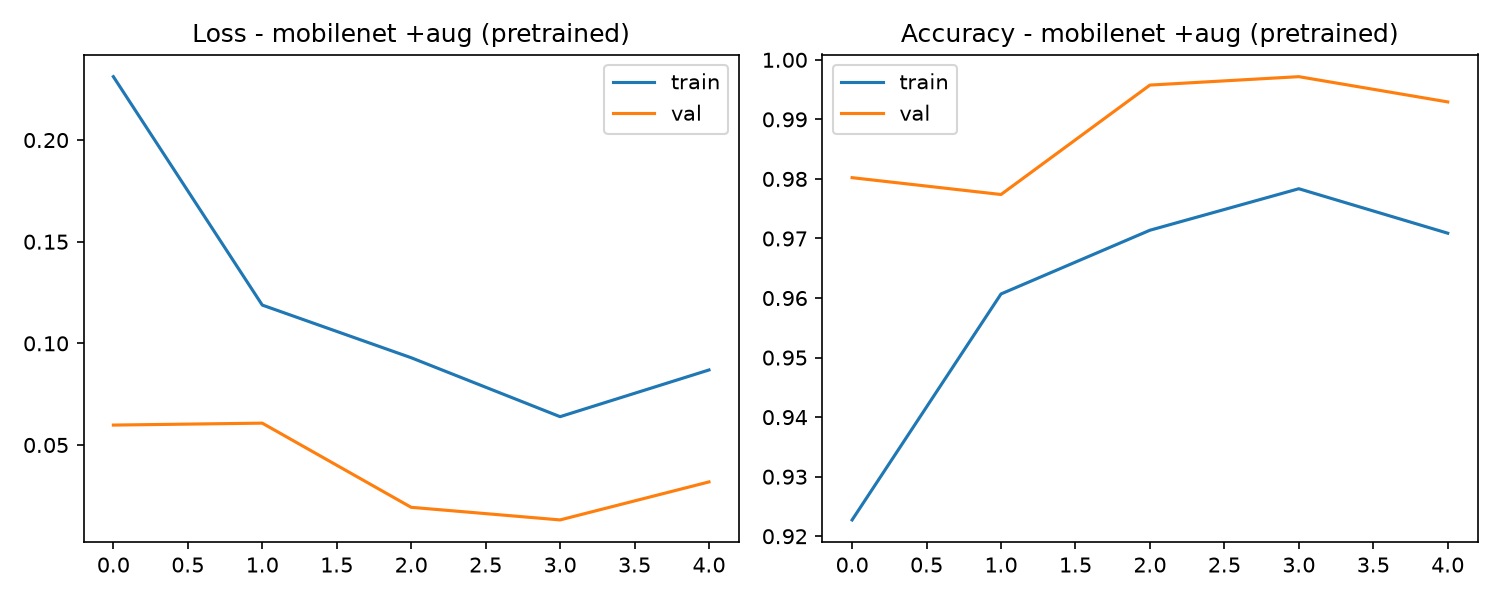 Loss - mobilenet +aug (pretrained)
train
val
0.20
0.15
0.10
0.05
0.0 0.5 1.0 1.5 2.0 2.5 3.0 3.5 4.0
Accuracy - mobilenet +aug (pretrained)
train
val
1.00
0.99
0.98
0.97
0.96
0.95
0.94
0.93
0.92
0.0 0.5 1.0 1.5 2.0 2.5 3.0 3.5 4.0